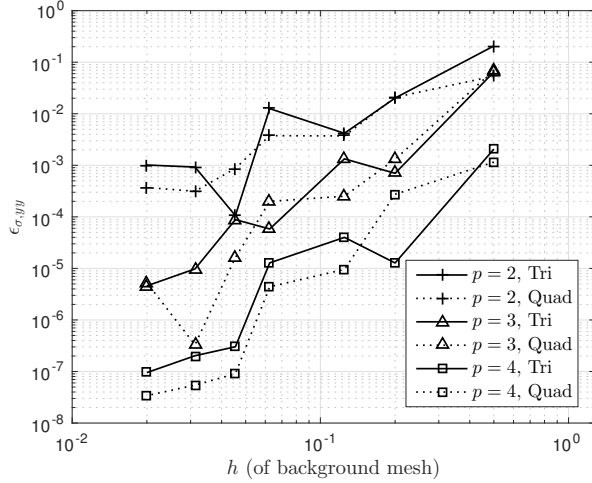 10^0
10^-1
10^-2
10^-3
10^-4
10^-5
10^-6
10^-7
10^-8
ϵσ,yy
p = 2, Tri
p = 2, Quad
p = 3, Tri
p = 3, Quad
p = 4, Tri
p = 4, Quad
10^-2 10^-1 10^0
h (of background mesh)